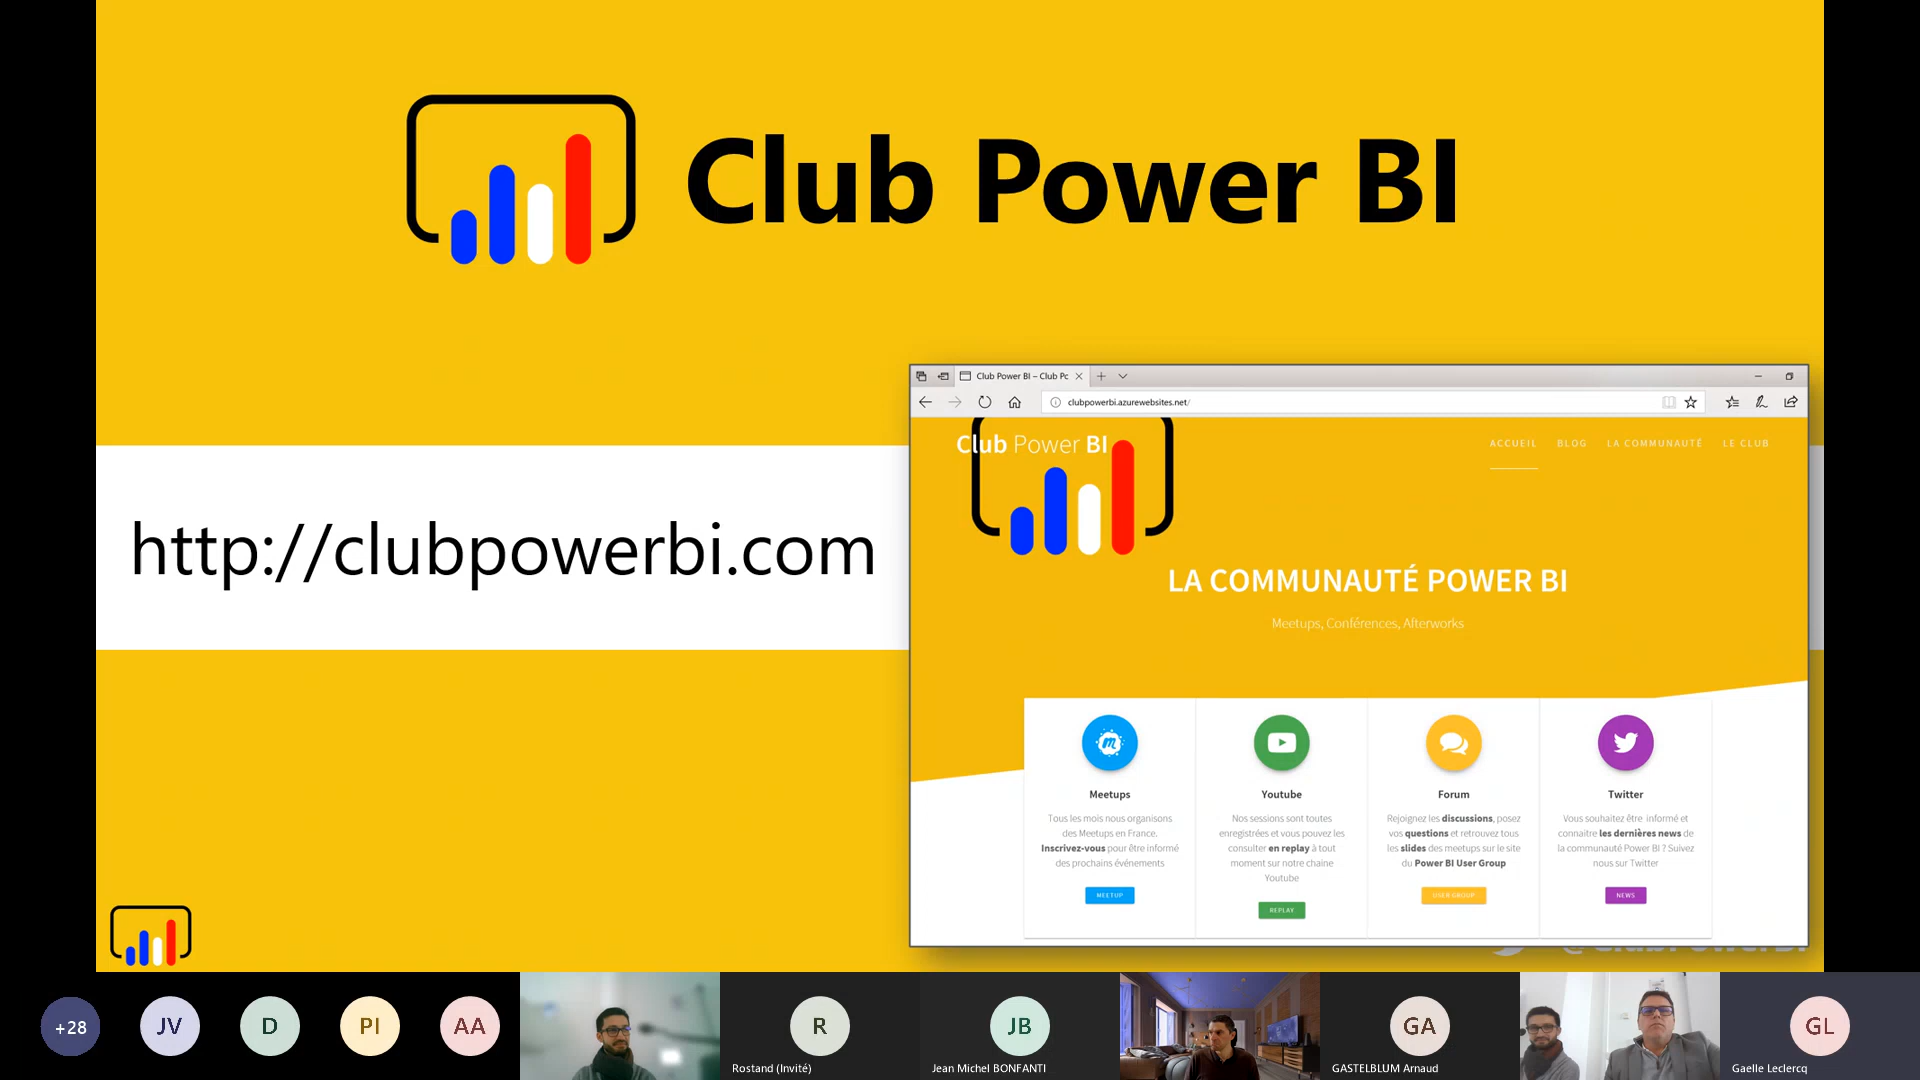 Club Power BI
http://clubpowerbi.com
Club Power BI – Club Pc
clubpowerbi.azurewebsites.net/
Club Power BI
ACCUEIL
BLOG
LA COMMUNAUTÉ
LE CLUB
LA COMMUNAUTÉ POWER BI
Meetups, Conférences, Afterworks
Meetups
Tous les mois nous organisons
des Meetups en France.
Inscrivez-vous pour être informé
des prochains événements
MEETUP
Youtube
Nos sessions sont toutes
enregistrées et vous pouvez les
consulter en replay à tout
moment sur notre chaine
Youtube
REPLAY
Forum
Rejoignez les discussions, posez
vos questions et retrouvez tous
les slides des meetups sur le site
du Power BI User Group
USER GROUP
Twitter
Vous souhaitez être informé et
connaitre les dernières news de
la communauté Power BI ? Suivez
nous sur Twitter
NEWS
@ClubPowerBI
+28
JV
D
PI
AA
R
Rostand (Invité)
JB
Jean Michel BONFANTI
GA
GASTELBLUM Arnaud
GL
Gaelle Leclercq